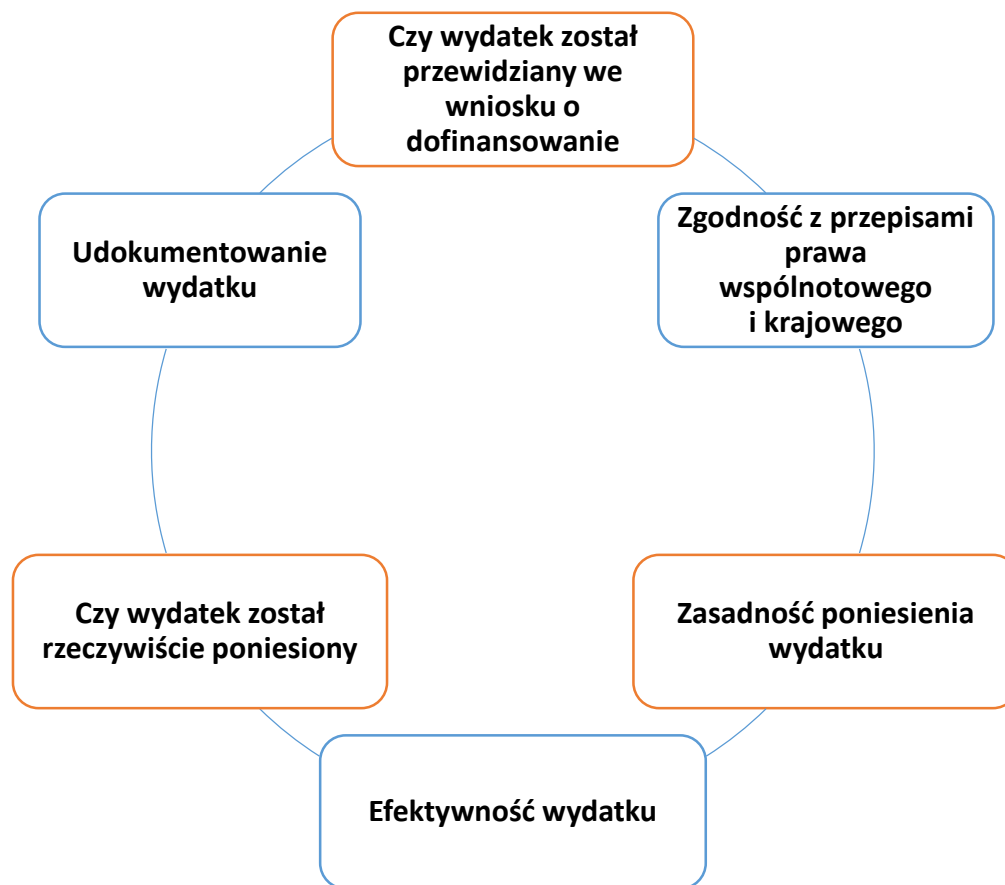 Czy wydatek został
przewidziany we
wniosku o
dofinansowanie
Zgodność z przepisami
prawa
wspólnotowego
i krajowego
Zasadność poniesienia
wydatku
Efektywność wydatku
Czy wydatek został
rzeczywiście poniesiony
Udokumentowanie
wydatku